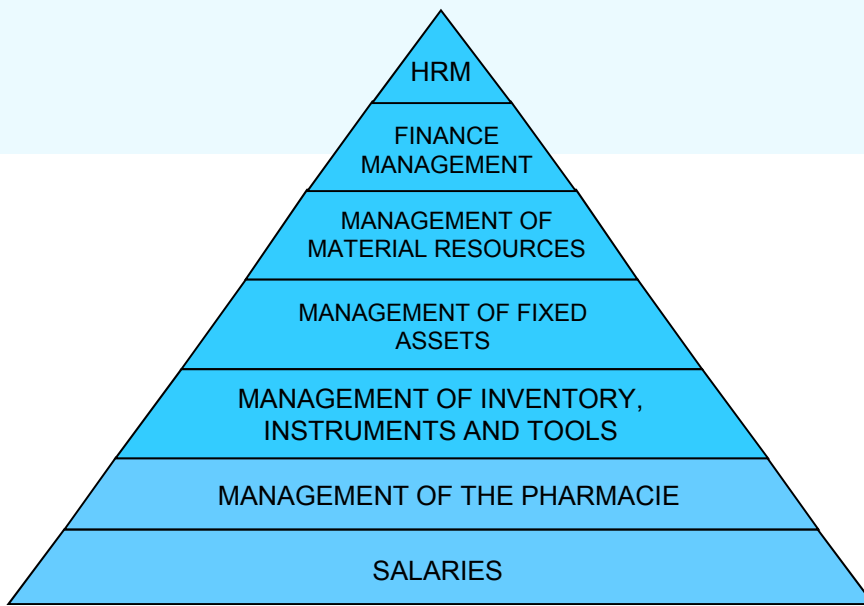 HRM
FINANCE
MANAGEMENT
MANAGEMENT OF
MATERIAL RESOURCES
MANAGEMENT OF FIXED
ASSETS
MANAGEMENT OF INVENTORY,
INSTRUMENTS AND TOOLS
MANAGEMENT OF THE PHARMACIE
SALARIES